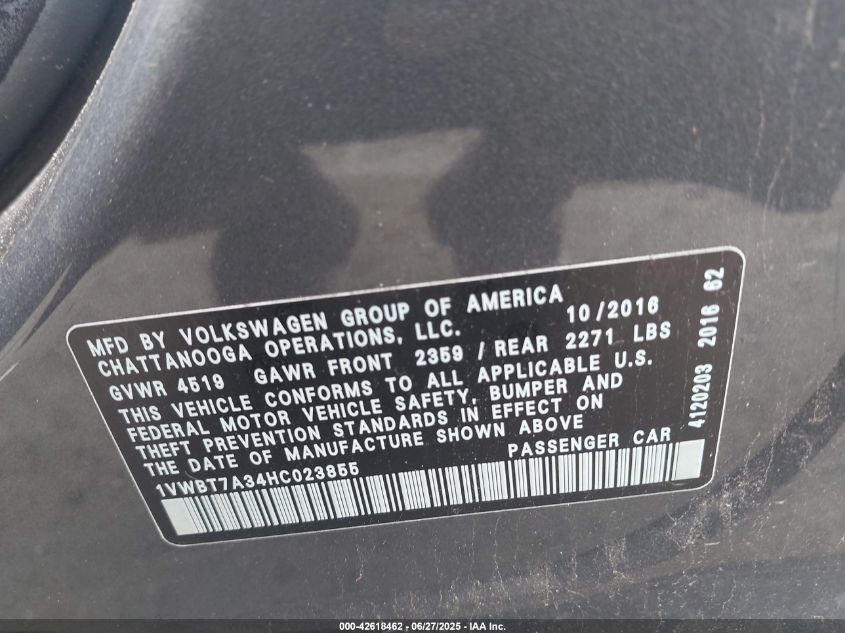 MFD BY VOLKSWAGEN GROUP OF AMERICA
CHATTANOOGA OPERATIONS, LLC. 10/2016
GVWR 4519 GAWR FRONT 2359 / REAR 2271 LBS
THIS VEHICLE CONFORMS TO ALL APPLICABLE U.S.
FEDERAL MOTOR VEHICLE SAFETY, BUMPER AND
THEFT PREVENTION STANDARDS IN EFFECT ON
THE DATE OF MANUFACTURE SHOWN ABOVE
1VWBT7A34HC023855 PASSENGER CAR
4120203 2016 62
000-42618462 - 06/27/2025 - IAA Inc.